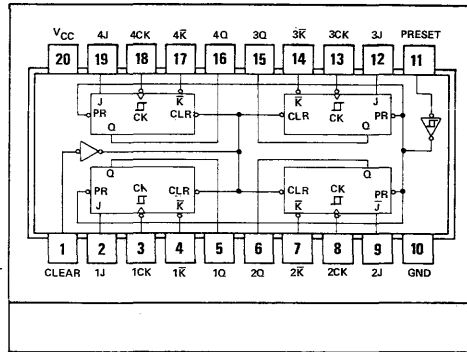 VCC 4J 4CK 4K̅ 4Q 3Q 3K̅ 3CK 3J PRESET
20 19 18 17 16 15 14 13 12 11
J CK K̅ K̅ CK J
PR CLR CLR PR
Q Q
Q Q
PR CK CLR CLR CK PR
J K̅ K̅ J̅
1 2 3 4 5 6 7 8 9 10
CLEAR 1J 1CK 1K̅ 1Q 2Q 2K̅ 2CK 2J GND